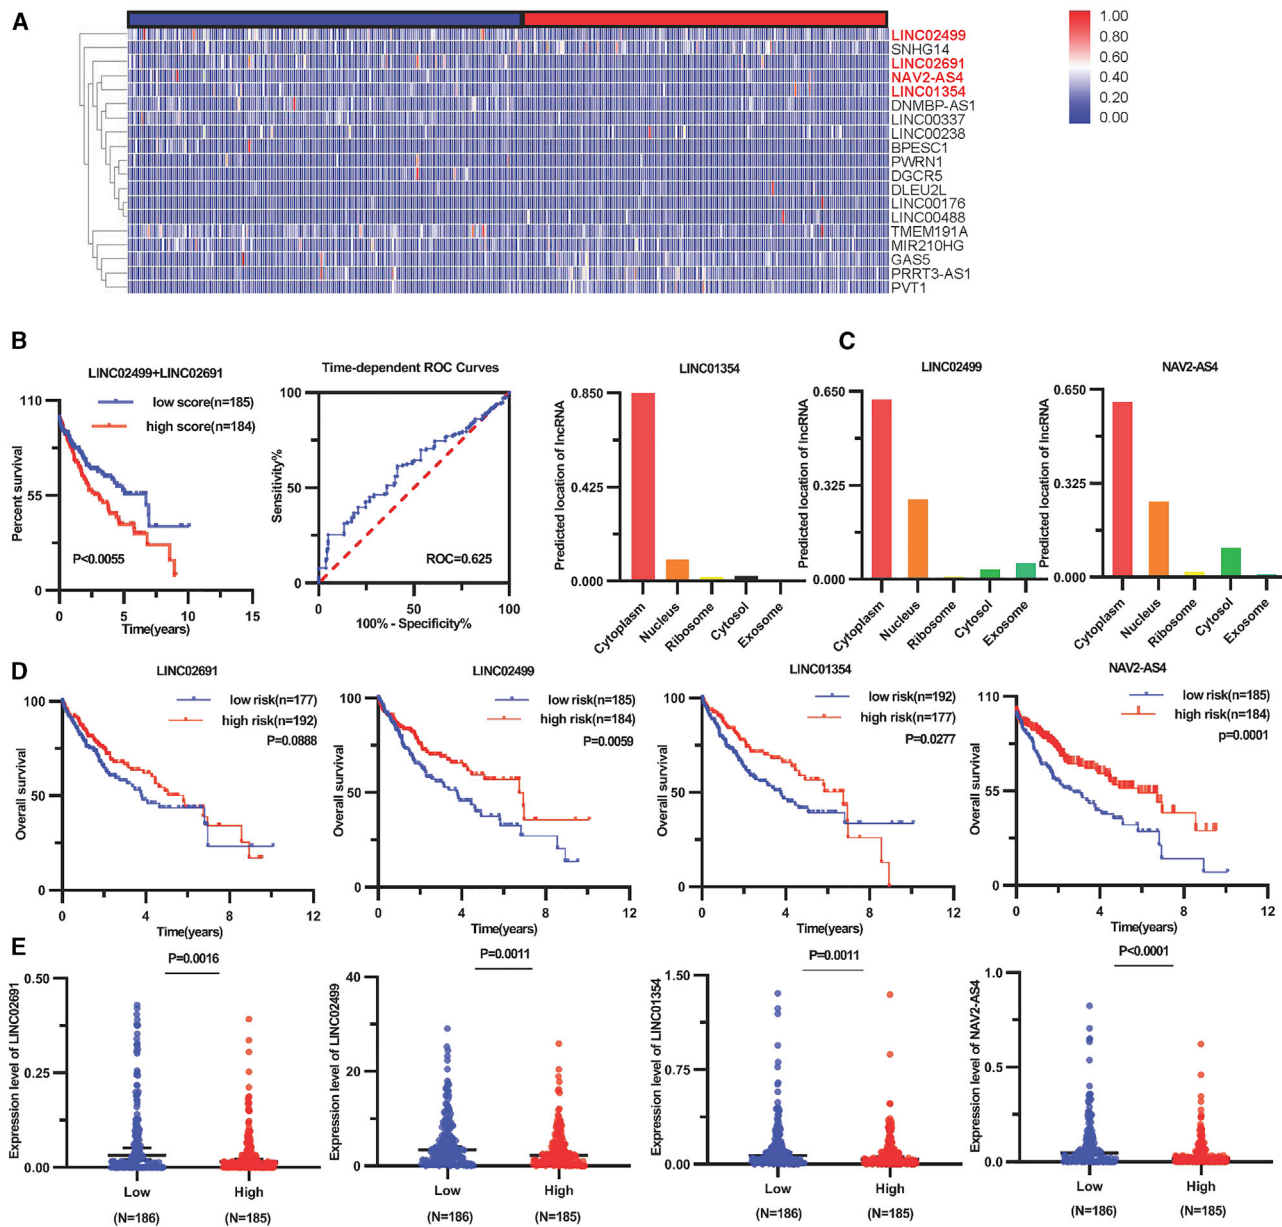 A
LINC02499
SNHG14
LINC02691
NAV2-AS4
LINC01354
DNMBP-AS1
LINC00337
LINC00238
BPESC1
PWRN1
DGCR5
DLEU2L
LINC00176
LINC00488
TMEM191A
MIR210HG
GAS5
PRRT3-AS1
PVT1
1.00
0.80
0.60
0.40
0.20
0.00
B
LINC02499+LINC02691
low score(n=185)
high score(n=184)
Percent survival
110
55
0
P<0.0055
0 5 10 15
Time(years)
Time-dependent ROC Curves
Sensitivity%
100
50
0
ROC=0.625
0 50 100
100% - Specificity%
C
LINC01354
Predicted location of lncRNA
0.850
0.425
0.000
Cytoplasm
Nucleus
Ribosome
Cytosol
Exosome
LINC02499
Predicted location of lncRNA
0.650
0.325
0.000
Cytoplasm
Nucleus
Ribosome
Cytosol
Exosome
NAV2-AS4
Predicted location of lncRNA
0.650
0.325
0.000
Cytoplasm
Nucleus
Ribosome
Cytosol
Exosome
D
LINC02691
low risk(n=177)
high risk(n=192)
P=0.0888
Overall survival
100
50
0
0 4 8 12
Time(years)
LINC02499
low risk(n=185)
high risk(n=184)
P=0.0059
Overall survival
100
50
0
0 4 8 12
Time(years)
LINC01354
low risk(n=192)
high risk(n=177)
P=0.0277
Overall survival
100
50
0
0 4 8 12
Time(years)
NAV2-AS4
low risk(n=185)
high risk(n=184)
p=0.0001
Overall survival
110
55
0
0 4 8 12
Time(years)
E
P=0.0016
Expression level of LINC02691
0.50
0.25
0.00
Low High
(N=186) (N=185)
P=0.0011
Expression level of LINC02499
40
20
0
Low High
(N=186) (N=185)
P=0.0011
Expression level of LINC01354
1.50
0.75
0.00
Low High
(N=186) (N=185)
P<0.0001
Expression level of NAV2-AS4
1.0
0.5
0.0
Low High
(N=186) (N=185)